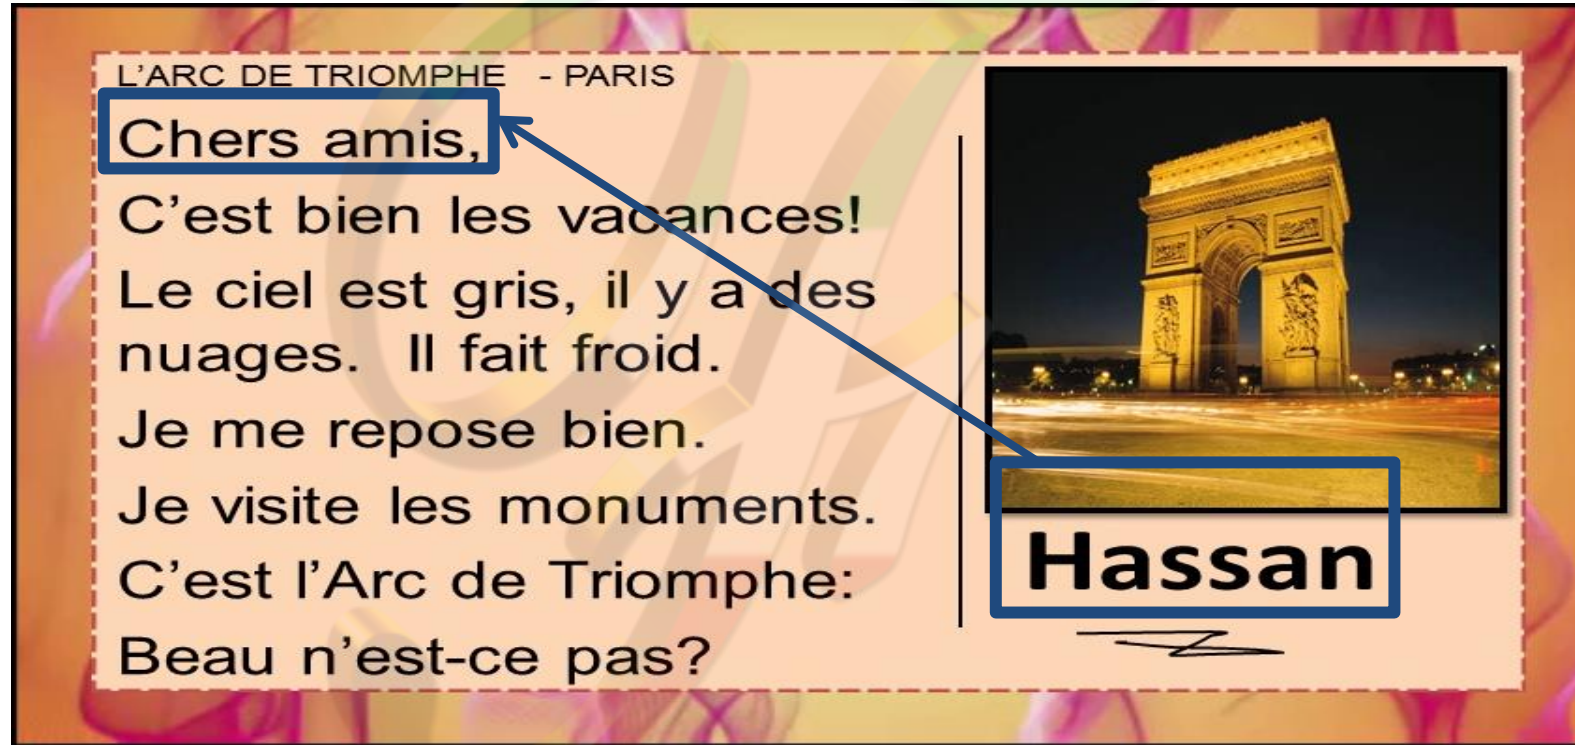 L'ARC DE TRIOMPHE - PARIS
Chers amis,
C'est bien les vacances!
Le ciel est gris, il y a des
nuages. Il fait froid.
Je me repose bien.
Je visite les monuments.
C'est l'Arc de Triomphe:
Beau n'est-ce pas?
Hassan